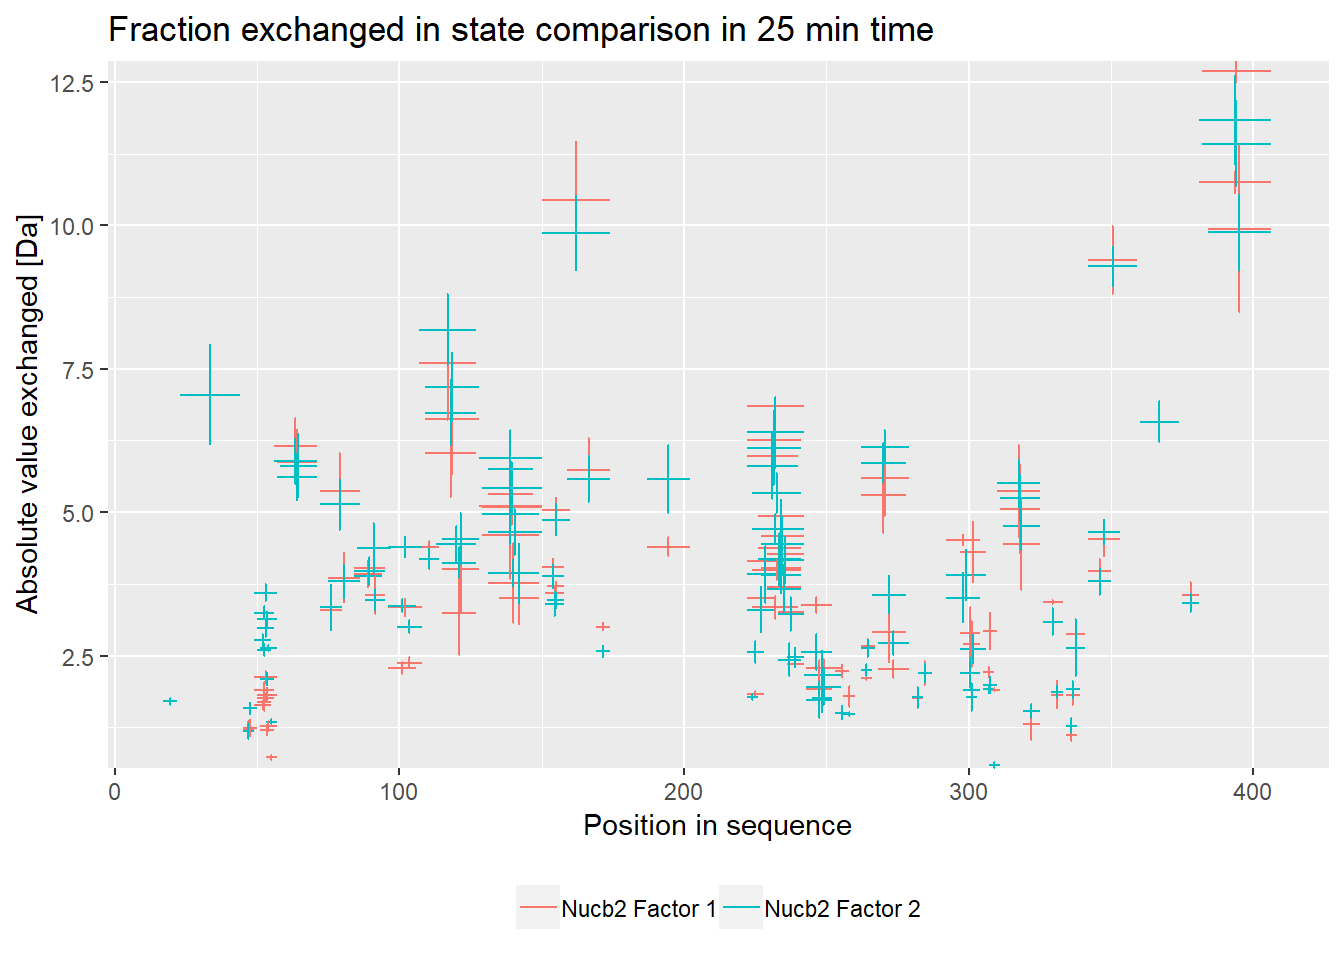 Fraction exchanged in state comparison in 25 min time
Absolute value exchanged [Da]
12.5
10.0
7.5
5.0
2.5
0 100 200 300 400
Position in sequence
Nucb2 Factor 1 Nucb2 Factor 2